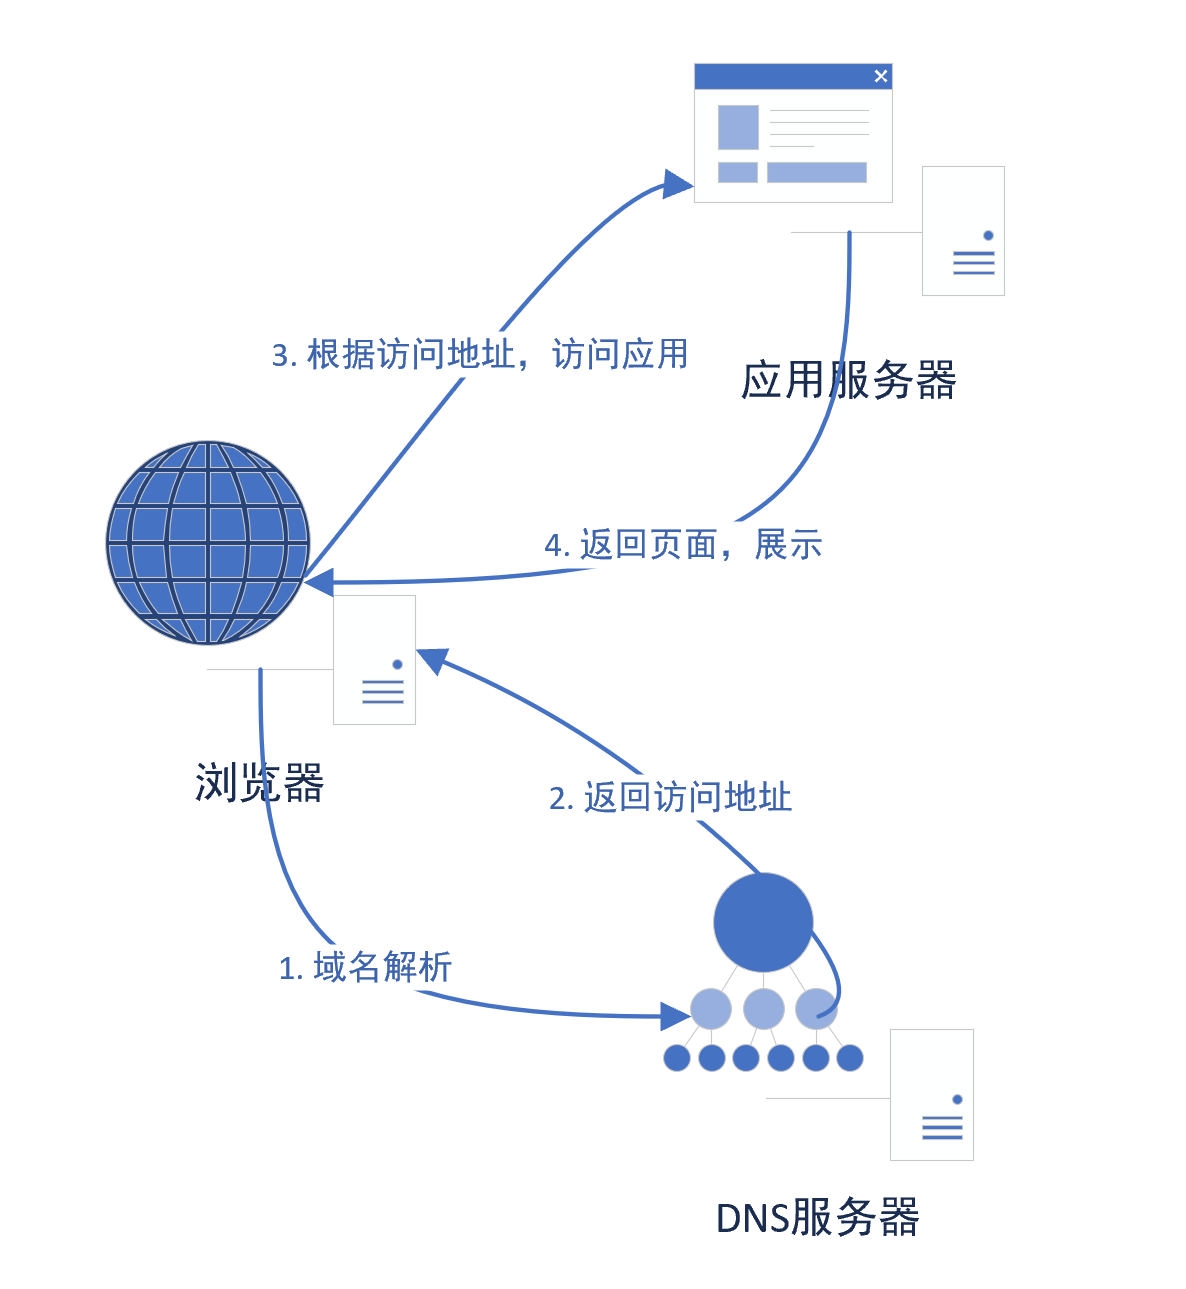 3. 根据访问地址，访问应用
应用服务器
4. 返回页面，展示
浏览器
2. 返回访问地址
1. 域名解析
DNS服务器